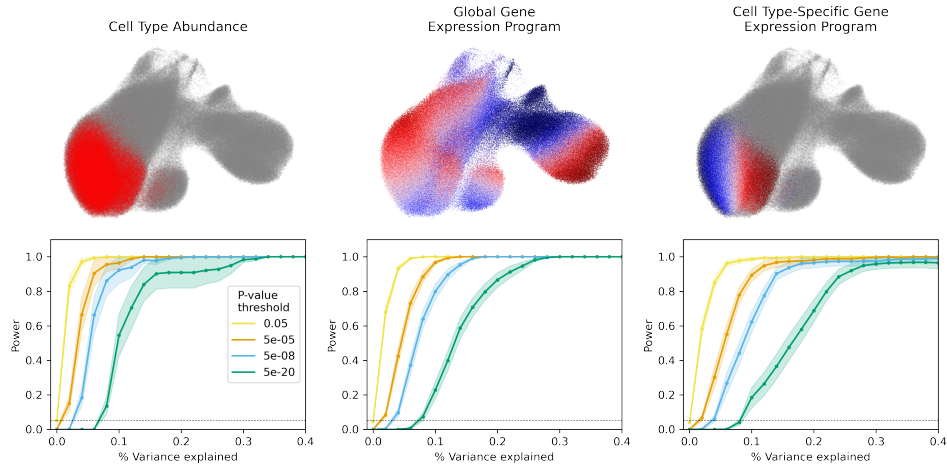 Cell Type Abundance
Global Gene
Expression Program
Cell Type-Specific Gene
Expression Program
Power
1.0
0.8
0.6
0.4
0.2
0.0
P-value
threshold
0.05
5e-05
5e-08
5e-20
0.0 0.1 0.2 0.3 0.4
% Variance explained
Power
1.0
0.8
0.6
0.4
0.2
0.0
0.0 0.1 0.2 0.3 0.4
% Variance explained
Power
1.0
0.8
0.6
0.4
0.2
0.0
0.0 0.1 0.2 0.3 0.4
% Variance explained